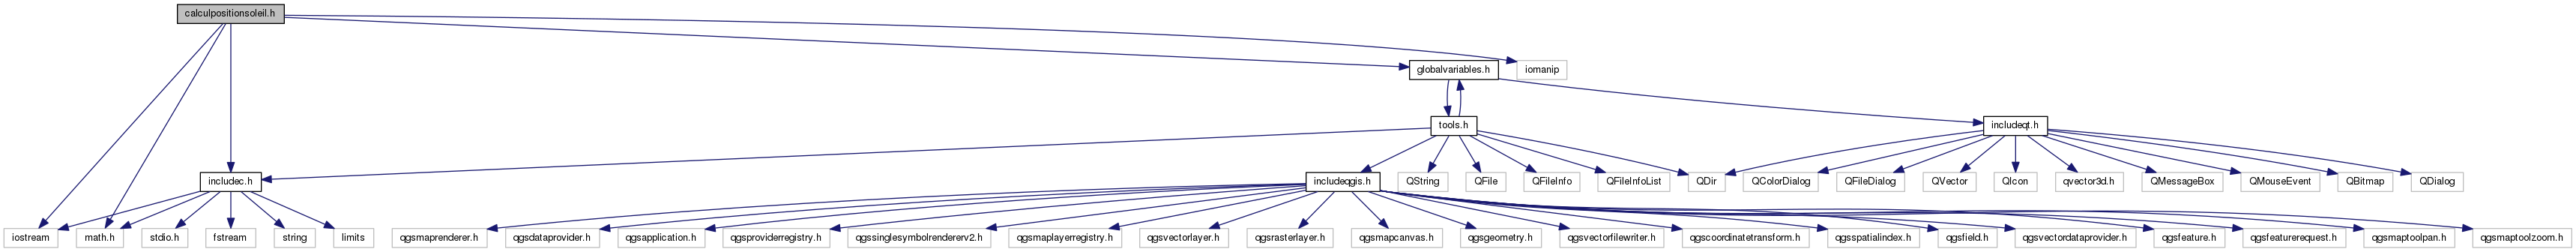 calculpositionsoleil.h
globalvariables.h
iomanip
tools.h
includeqt.h
includec.h
includeqgis.h
QString
QFile
QFileInfo
QFileInfoList
QDir
QColorDialog
QFileDialog
QVector
QIcon
qvector3d.h
QMessageBox
QMouseEvent
QBitmap
QDialog
iostream
math.h
stdio.h
fstream
string
limits
qgsmaprenderer.h
qgsdataprovider.h
qgsapplication.h
qgsproviderregistry.h
qgssinglesymbolrendererv2.h
qgsmaplayerregistry.h
qgsvectorlayer.h
qgsrasterlayer.h
qgsmapcanvas.h
qgsgeometry.h
qgsvectorfilewriter.h
qgscoordinatetransform.h
qgsspatialindex.h
qgsfield.h
qgsvectordataprovider.h
qgsfeature.h
qgsfeaturerequest.h
qgsmaptoolpan.h
qgsmaptoolzoom.h